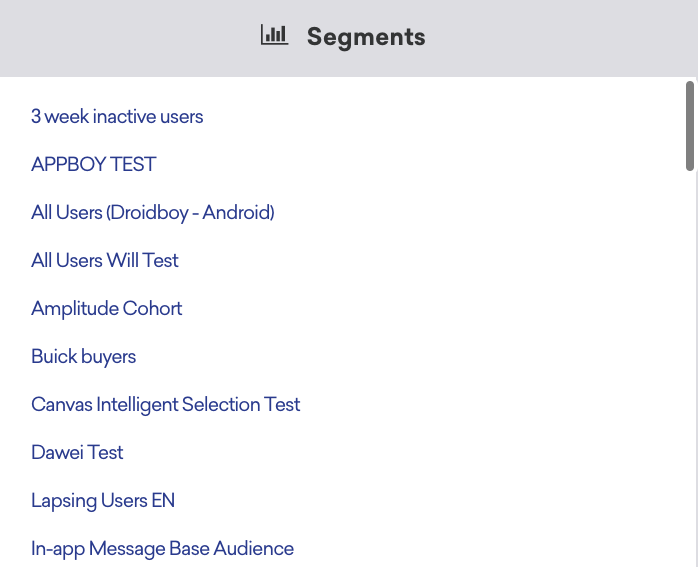 Segments
3 week inactive users
APPBOY TEST
All Users (Droidboy - Android)
All Users Will Test
Amplitude Cohort
Buick buyers
Canvas Intelligent Selection Test
Dawei Test
Lapsing Users EN
In-app Message Base Audience